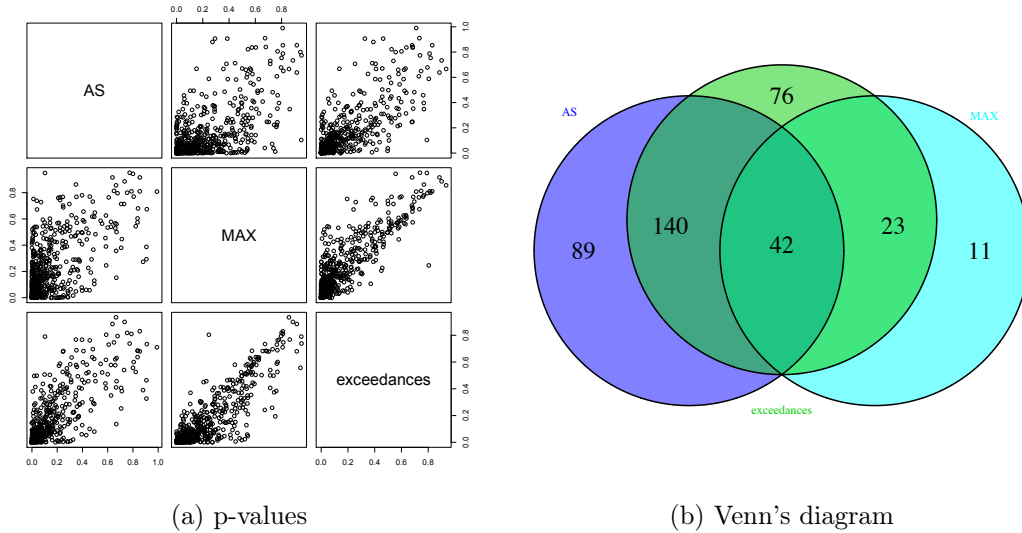 0.0 0.2 0.4 0.6 0.8
AS
0.0 0.2 0.4 0.6 0.8 1.0
0.0 0.2 0.4 0.6 0.8
MAX
exceedances
0.0 0.2 0.4 0.6 0.8
0.0 0.2 0.4 0.6 0.8 1.0
0.0 0.2 0.4 0.6 0.8
(a) p-values
76
AS
MAX
140
23
89
42
11
exceedances
(b) Venn's diagram